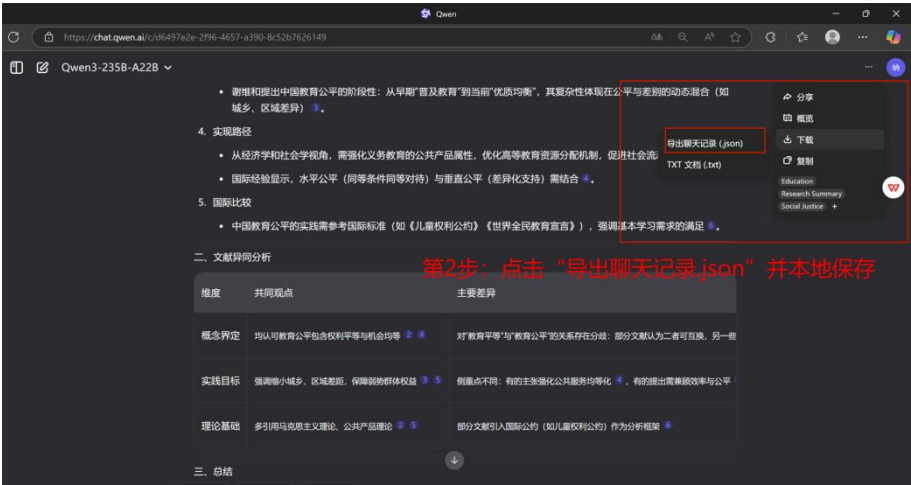 Qwen
https://chat.qwen.ai/c/d6497e2e-2f96-4657-a390-8c52b7626149
Qwen3-235B-A22B
纳
谢维和提出中国教育公平的阶段性：从早期"普及教育"到当前"优质均衡"，其复杂性体现在公平与差别的动态混合（如
城乡、区域差异） 3 。
4. 实现路径
从经济学和社会学视角，需强化义务教育的公共产品属性，优化高等教育资源分配机制，促进社会流
国际经验显示，水平公平（同等条件同等对待）与垂直公平（差异化支持）需结合 4 。
5. 国际比较
中国教育公平的实践需参考国际标准（如《儿童权利公约》《世界全民教育宣言》），强调基本学习需求的满足 6 。
分享
概览
下载
复制
导出聊天记录 (.json)
TXT 文档 (.txt)
Education
Research Summary
Social Justice +
二、文献异同分析
第2步：点击“导出聊天记录.json”并本地保存
维度 共同观点 主要差异
概念界定 均认可教育公平包含权利平等与机会均等 2 4 对"教育平等"与"教育公平"的关系存在分歧：部分文献认为二者可互换，另一些
实践目标 强调缩小城乡、区域差距，保障弱势群体权益 3 5 侧重点不同：有的主张强化公共服务均等化 4 ，有的提出需兼顾效率与公平
理论基础 多引用马克思主义理论、公共产品理论 2 5 部分文献引入国际公约（如儿童权利公约）作为分析框架 6
三、总结